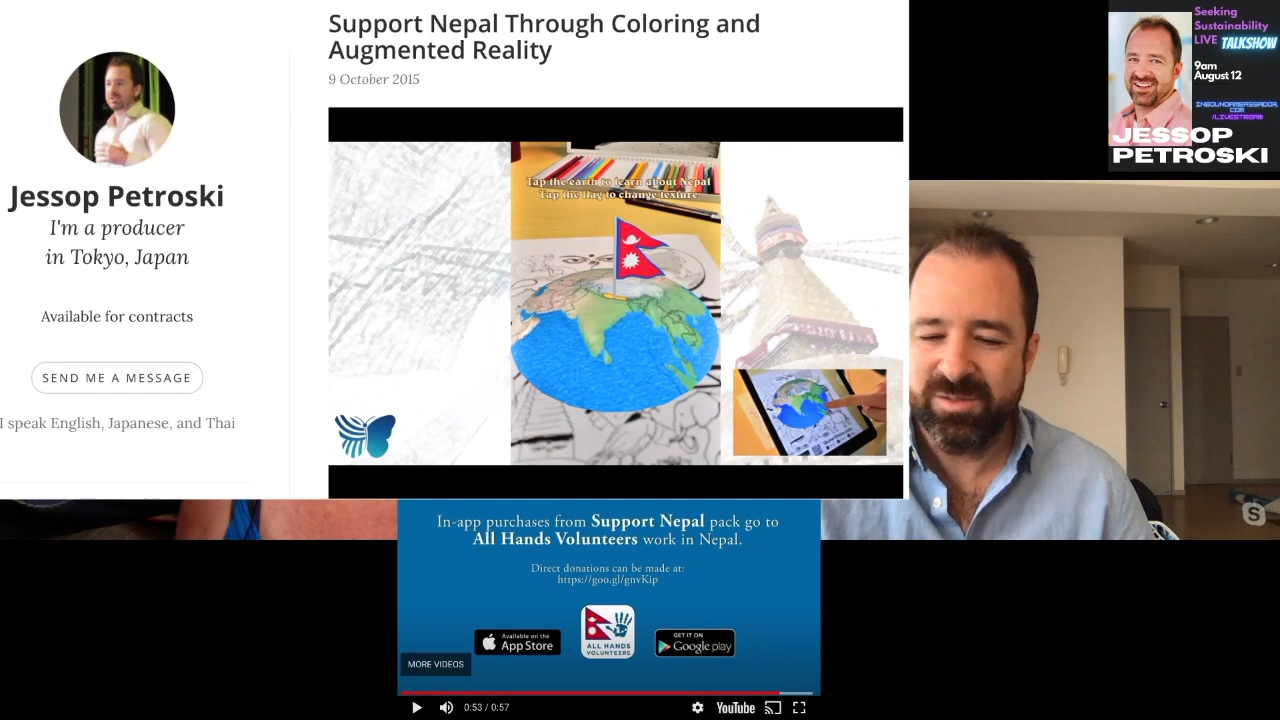 Support Nepal Through Coloring and
Augmented Reality
9 October 2015
Jessop Petroski
I'm a producer
in Tokyo, Japan
Available for contracts
SEND ME A MESSAGE
I speak English, Japanese, and Thai
Tap the earth to learn about Nepal
Tap the flag to change texture
Seeking
Sustainability
LIVE TALKSHOW
9am
August 12
INBOUNDAMBASSADOR.
COM
/LIVESTREAM
JESSOP
PETROSKI
In-app purchases from Support Nepal pack go to
All Hands Volunteers work in Nepal.
Direct donations can be made at:
https://goo.gl/gnvKip
Available on the
App Store
ALL HANDS
VOLUNTEERS
GET IT ON
Google play
MORE VIDEOS
0:53 / 0:57
YouTube